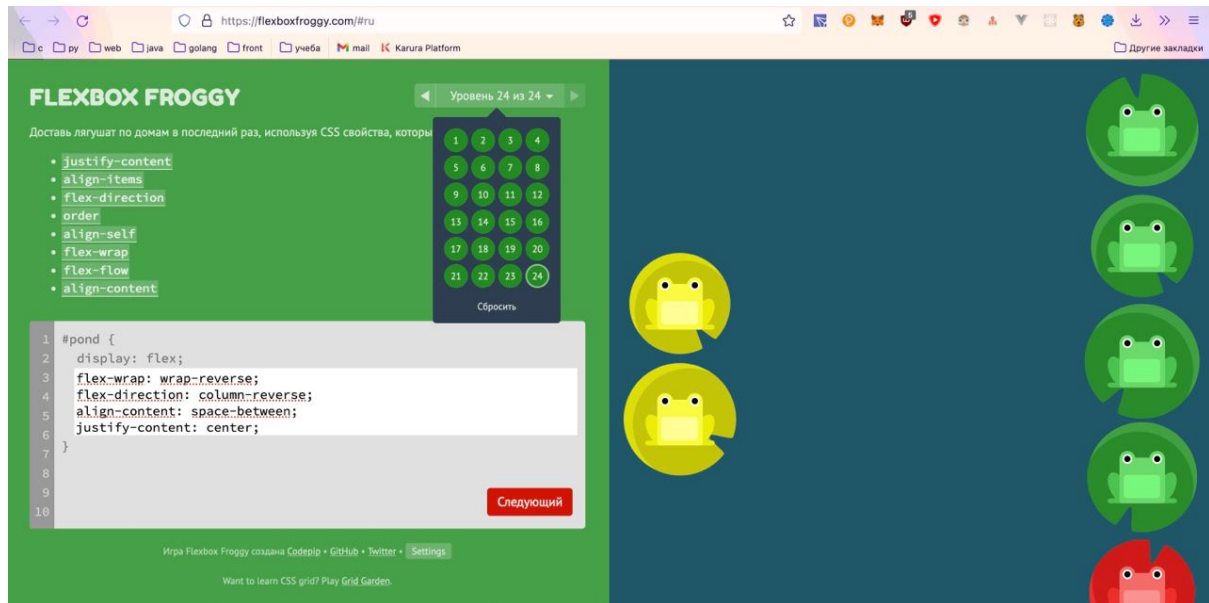 https://flexboxfroggy.com/#ru
6
с
py
web
java
golang
front
учеба
mail
Karura Platform
Другие закладки
FLEXBOX FROGGY
Уровень 24 из 24
Доставь лягушат по домам в последний раз, используя CSS свойства, которы
justify-content
align-items
flex-direction
order
align-self
flex-wrap
flex-flow
align-content
1 2 3 4
5 6 7 8
9 10 11 12
13 14 15 16
17 18 19 20
21 22 23 24
Сбросить
1 #pond {
2 display: flex;
3 flex-wrap: wrap-reverse;
4 flex-direction: column-reverse;
5 align-content: space-between;
6 justify-content: center;
7 }
8
9
10
Следующий
Игра Flexbox Froggy создана Codepip • GitHub • Twitter • Settings
Want to learn CSS grid? Play Grid Garden.